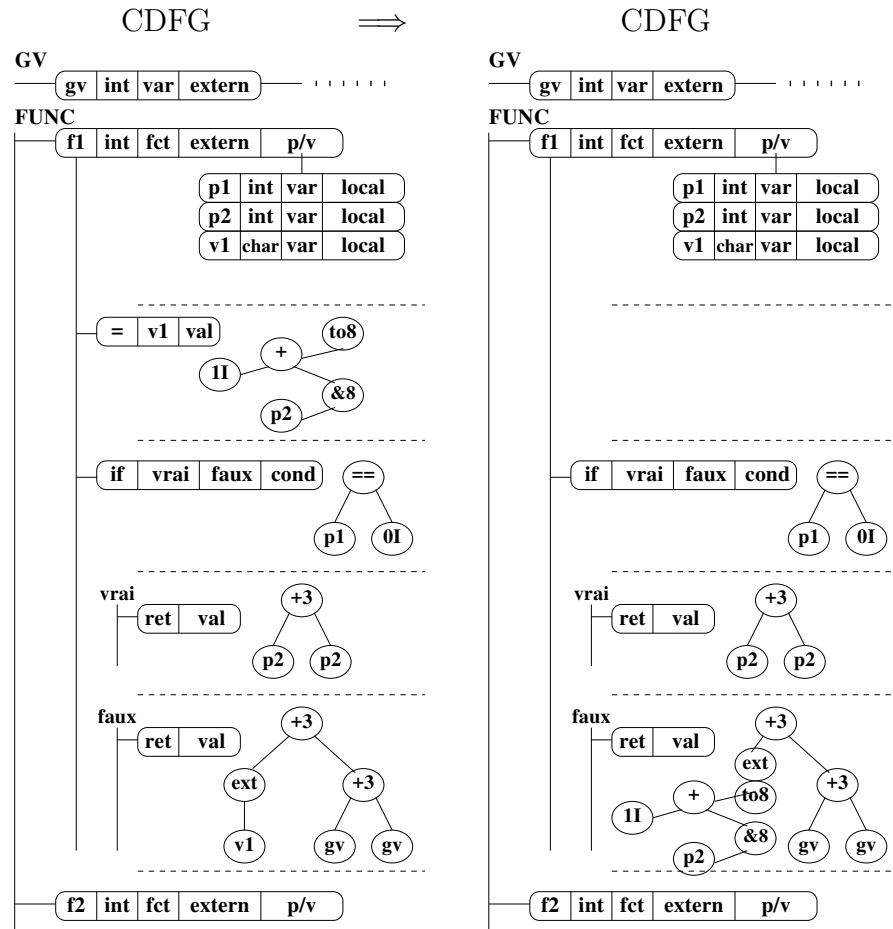 CDFG ⟹ CDFG
GV
gv int var extern
FUNC
f1 int fct extern p/v
p1 int var local
p2 int var local
v1 char var local
= v1 val
to8
+
1I
&8
p2
if vrai faux cond
==
p1 0I
vrai
+3
ret val
p2 p2
faux
+3
ret val
ext +3
v1 gv gv
f2 int fct extern p/v
GV
gv int var extern
FUNC
f1 int fct extern p/v
p1 int var local
p2 int var local
v1 char var local
if vrai faux cond
==
p1 0I
vrai
+3
ret val
p2 p2
faux
+3
ret val
ext
+ to8 +3
1I
&8
p2
gv gv
f2 int fct extern p/v